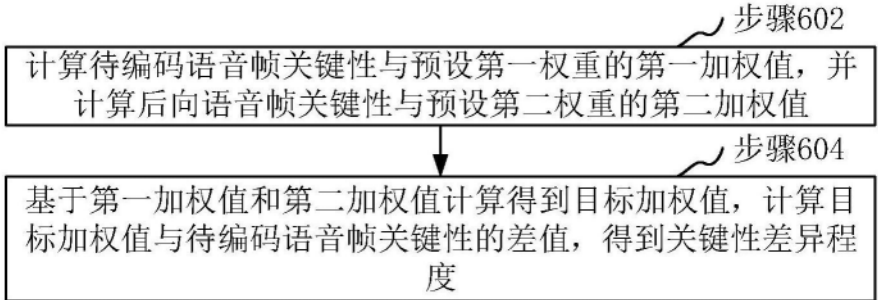 步骤602
计算待编码语音帧关键性与预设第一权重的第一加权值，并
计算后向语音帧关键性与预设第二权重的第二加权值
步骤604
基于第一加权值和第二加权值计算得到目标加权值，计算目
标加权值与待编码语音帧关键性的差值，得到关键性差异程
度